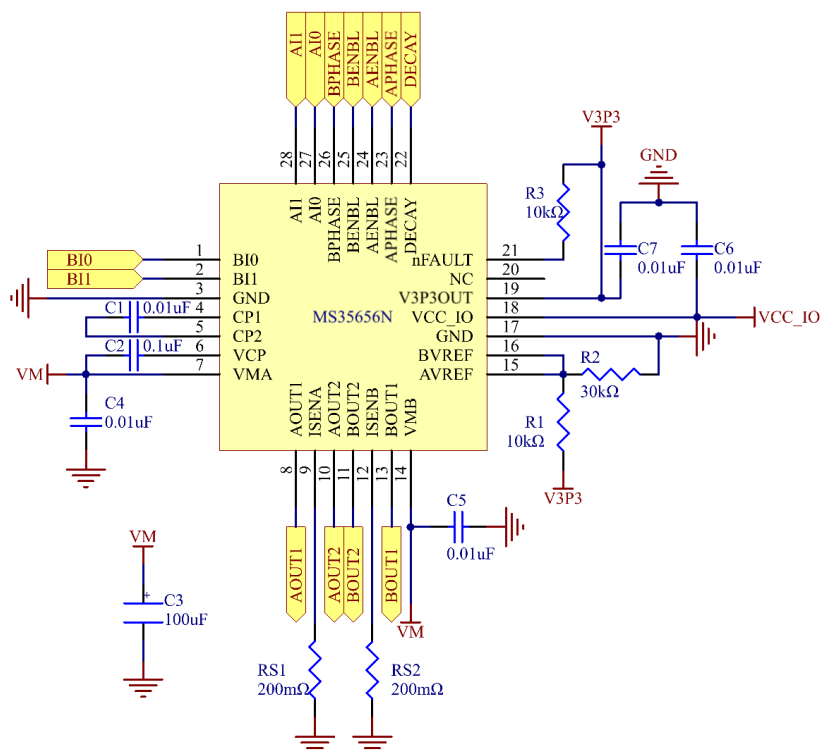 AI1
AI0
BPHASE
BENBL
AENBL
APHASE
DECAY
28
27
26
25
24
23
22
AI1
AI0
BPHASE
BENBL
AENBL
APHASE
DECAY
V3P3
GND
R3
10kΩ
C7
0.01uF
C6
0.01uF
BI0
BI1
1
2
3
4
5
6
7
BI0
BI1
GND
CP1
CP2
VCP
VMA
C1
0.01uF
C2
0.1uF
VM
C4
0.01uF
MS35656N
nFAULT
NC
V3P3OUT
VCC_IO
GND
BVREF
AVREF
21
20
19
18
17
16
15
VCC_IO
R2
30kΩ
R1
10kΩ
V3P3
AOUT1
ISENA
AOUT2
BOUT2
ISENB
BOUT1
VMB
8
9
10
11
12
13
14
C5
0.01uF
AOUT1
AOUT2
BOUT2
BOUT1
VM
VM
+
C3
100uF
RS1
200mΩ
RS2
200mΩ